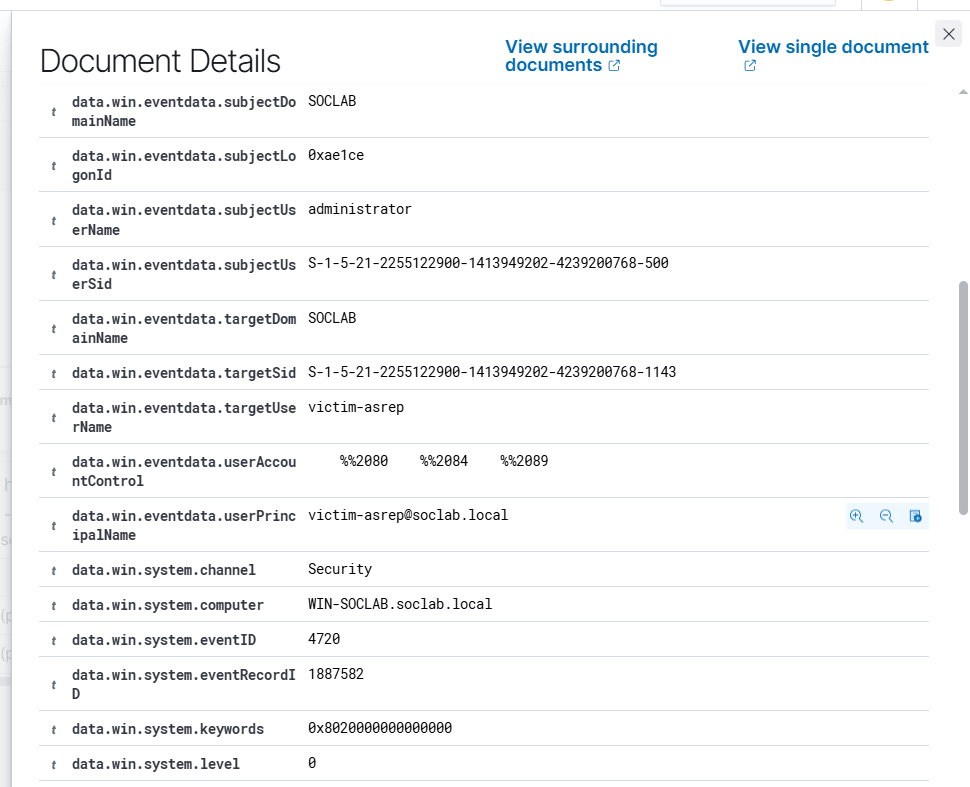 Document Details
View surrounding
documents
View single document
t data.win.eventdata.subjectDo
mainName
SOCLAB
t data.win.eventdata.subjectLo
gonId
0xae1ce
t data.win.eventdata.subjectUs
erName
administrator
t data.win.eventdata.subjectUs
erSid
S-1-5-21-2255122900-1413949202-4239200768-500
t data.win.eventdata.targetDom
ainName
SOCLAB
t data.win.eventdata.targetSid S-1-5-21-2255122900-1413949202-4239200768-1143
t data.win.eventdata.targetUse
rName
victim-asrep
t data.win.eventdata.userAccou
ntControl
%%2080 %%2084 %%2089
t data.win.eventdata.userPrinc
ipalName
victim-asrep@soclab.local
t data.win.system.channel Security
t data.win.system.computer WIN-SOCLAB.soclab.local
t data.win.system.eventID 4720
t data.win.system.eventRecordI
D
1887582
t data.win.system.keywords 0x8020000000000000
t data.win.system.level 0